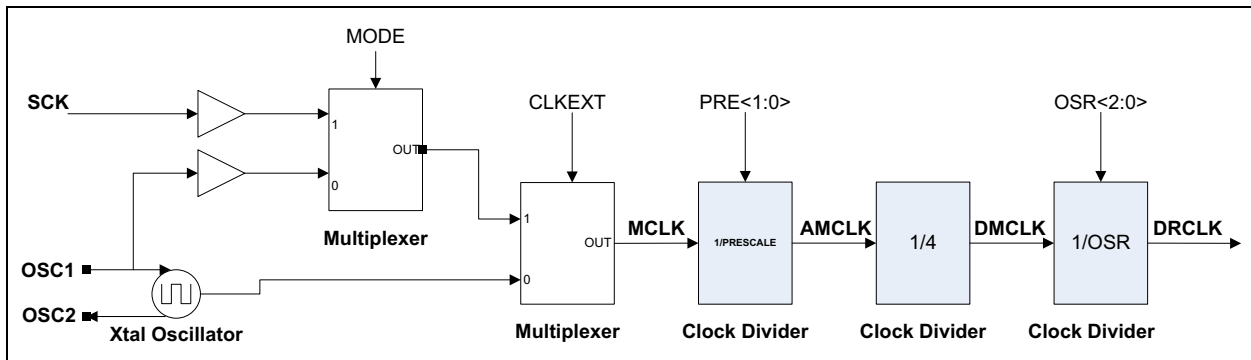 MODE
SCK
1
OUT
0
Multiplexer
CLKEXT
PRE<1:0>
OSR<2:0>
1
OUT
0
MCLK
1/PRESCALE
AMCLK
1/4
DMCLK
1/OSR
DRCLK
OSC1
OSC2
Xtal Oscillator
Multiplexer
Clock Divider
Clock Divider
Clock Divider